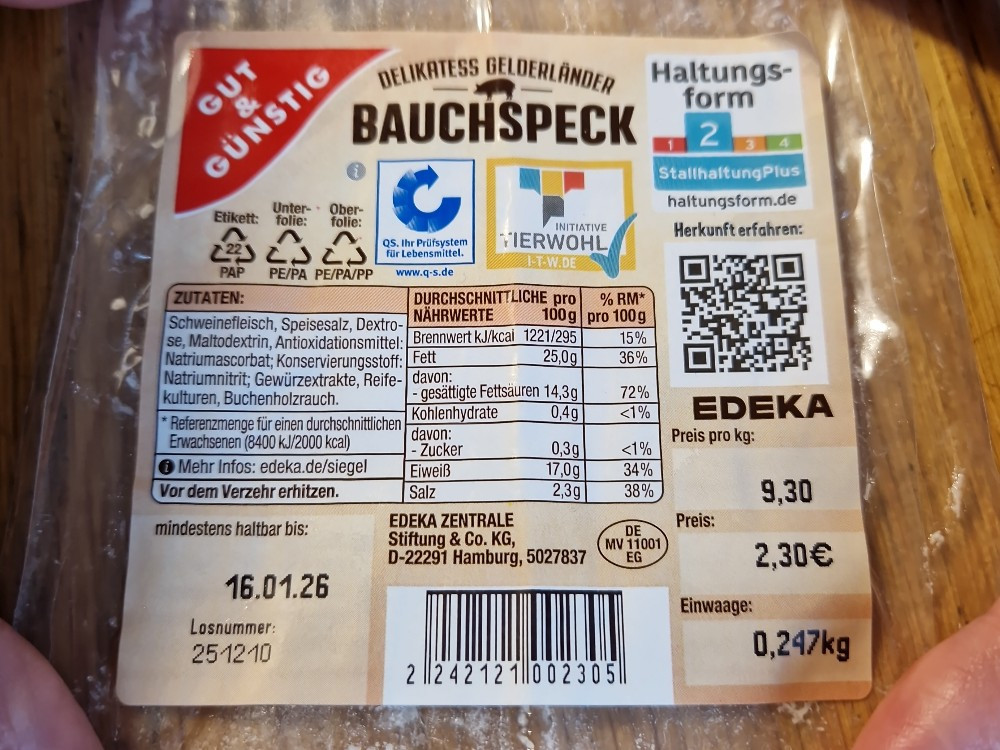 GUT
&
GÜNSTIG
DELIKATESS GELDERLÄNDER
BAUCHSPECK
Haltungs-
form
1 2 3 4
StallhaltungPlus
haltungsform.de
Herkunft erfahren:
i
Etikett:
Unter-
folie:
Ober-
folie:
22
PAP
PE/PA
PE/PA/PP
QS. Ihr Prüfsystem
für Lebensmittel.
www.q-s.de
INITIATIVE
TIERWOHL
I-T-W.DE
ZUTATEN:
Schweinefleisch, Speisesalz, Dextro-
se, Maltodextrin, Antioxidationsmittel:
Natriumascorbat; Konservierungsstoff:
Natriumnitrit; Gewürzextrakte, Reife-
kulturen, Buchenholzrauch.
* Referenzmenge für einen durchschnittlichen
Erwachsenen (8400 kJ/2000 kcal)
i Mehr Infos: edeka.de/siegel
Vor dem Verzehr erhitzen.
DURCHSCHNITTLICHE pro % RM*
NÄHRWERTE 100g pro 100g
Brennwert kJ/kcal 1221/295 15%
Fett 25,0g 36%
davon:
- gesättigte Fettsäuren 14,3g 72%
Kohlenhydrate 0,4g <1%
davon:
- Zucker 0,3g <1%
Eiweiß 17,0g 34%
Salz 2,3g 38%
EDEKA
Preis pro kg:
9,30
Preis:
2,30€
Einwaage:
0,247kg
mindestens haltbar bis:
16.01.26
Losnummer:
251210
EDEKA ZENTRALE
Stiftung & Co. KG,
D-22291 Hamburg, 5027837
DE
MV 11001
EG
2 242121 002305